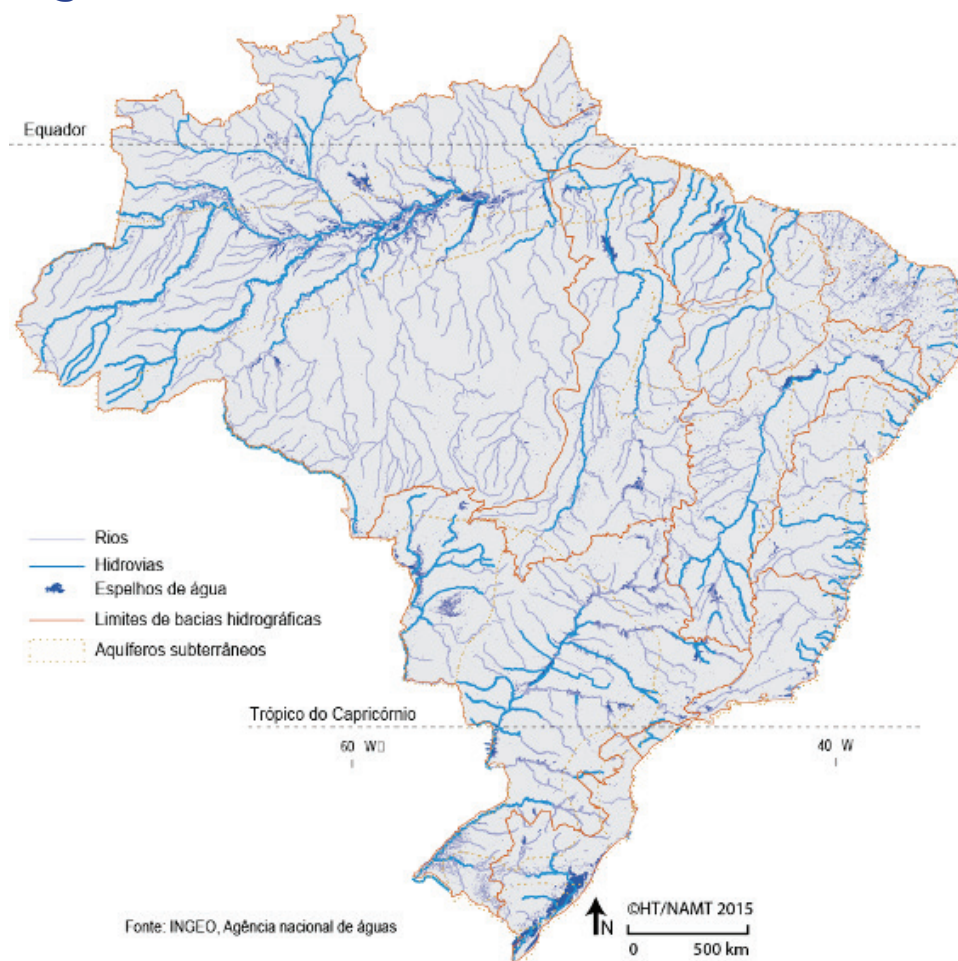 Equador
Rios
Hidrovias
Espelhos de água
Limites de bacias hidrográficas
Aquíferos subterrâneos
Trópico do Capricórnio
60 W
40 W
Fonte: INGEO, Agência nacional de águas
N
©HT/NAMT 2015
0 500 km